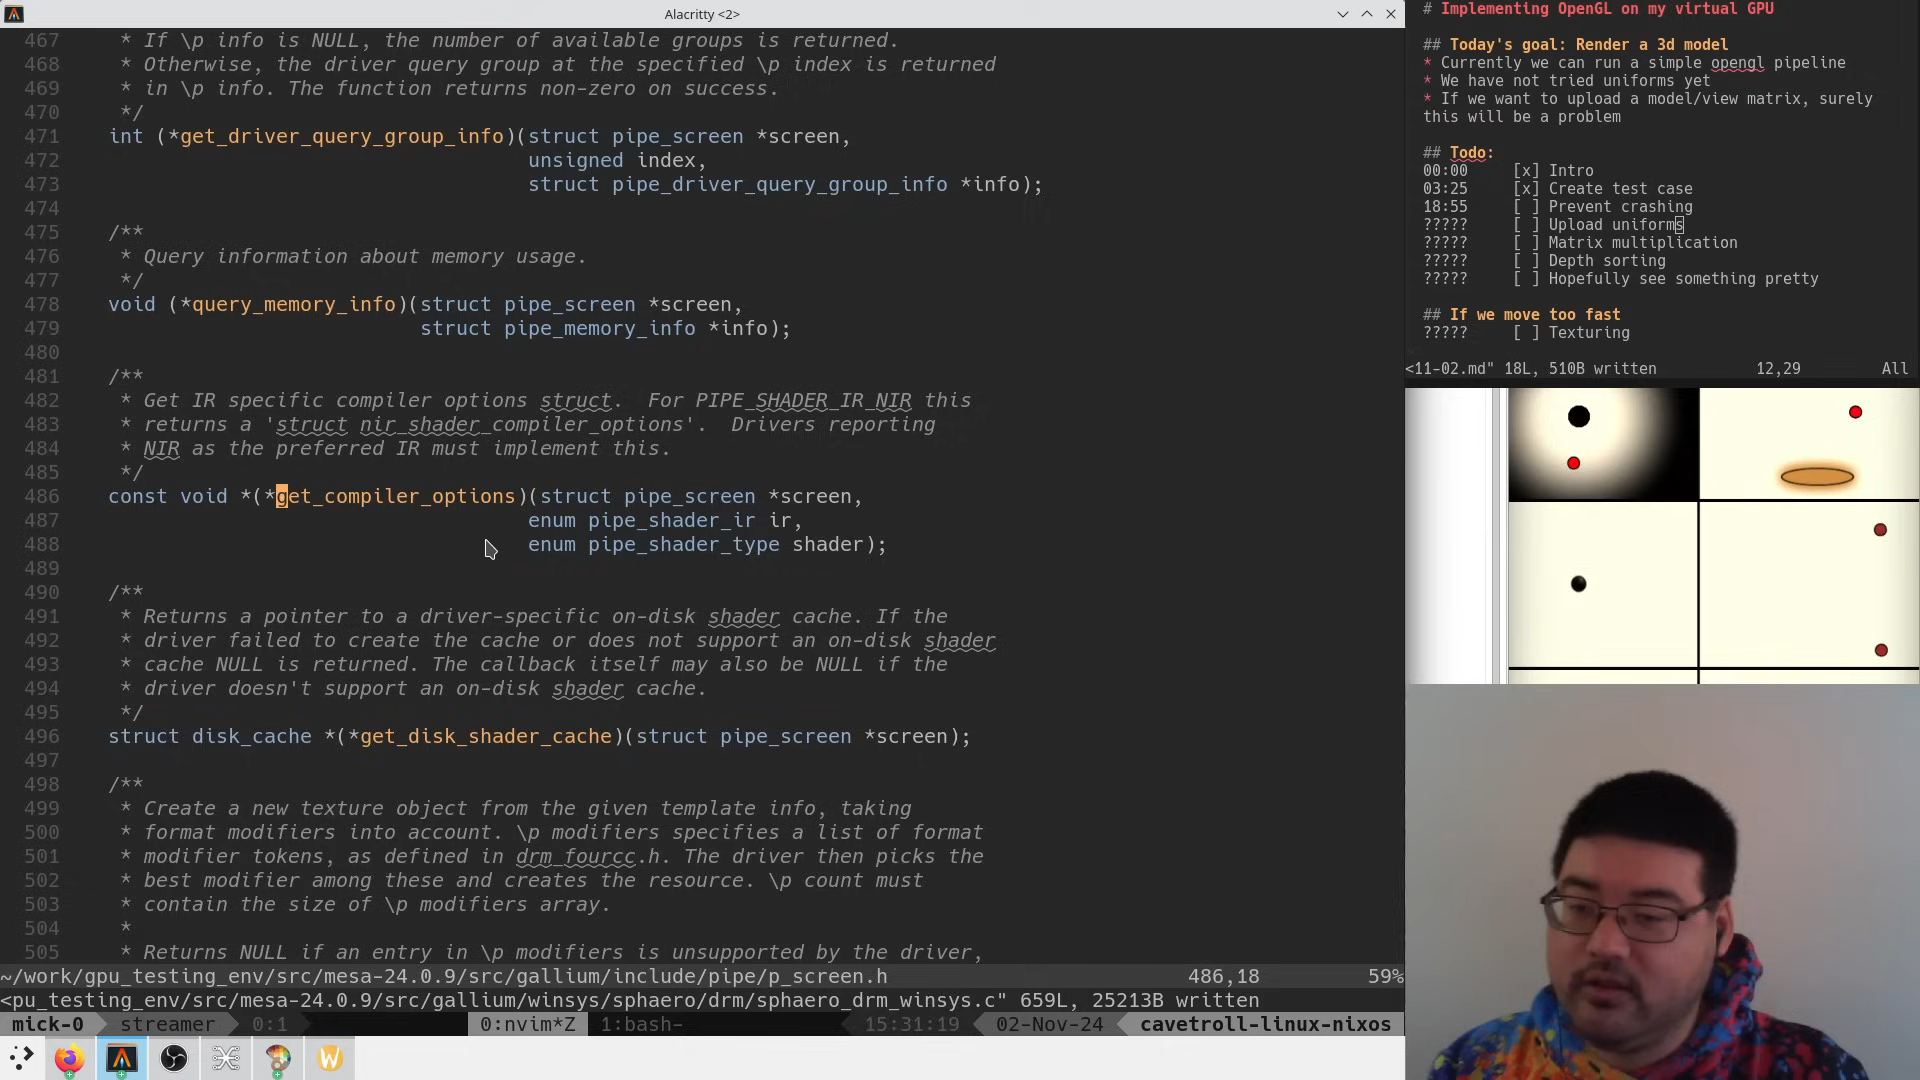 Alacritty <2>
467 * If \p info is NULL, the number of available groups is returned.
468 * Otherwise, the driver query group at the specified \p index is returned
469 * in \p info. The function returns non-zero on success.
470 */
471 int (*get_driver_query_group_info)(struct pipe_screen *screen,
472 unsigned index,
473 struct pipe_driver_query_group_info *info);
474
475 /**
476 * Query information about memory usage.
477 */
478 void (*query_memory_info)(struct pipe_screen *screen,
479 struct pipe_memory_info *info);
480
481 /**
482 * Get IR specific compiler options struct.  For PIPE_SHADER_IR_NIR this
483 * returns a 'struct nir_shader_compiler_options'.  Drivers reporting
484 * NIR as the preferred IR must implement this.
485 */
486 const void *(*get_compiler_options)(struct pipe_screen *screen,
487 enum pipe_shader_ir ir,
488 enum pipe_shader_type shader);
489
490 /**
491 * Returns a pointer to a driver-specific on-disk shader cache. If the
492 * driver failed to create the cache or does not support an on-disk shader
493 * cache NULL is returned. The callback itself may also be NULL if the
494 * driver doesn't support an on-disk shader cache.
495 */
496 struct disk_cache *(*get_disk_shader_cache)(struct pipe_screen *screen);
497
498 /**
499 * Create a new texture object from the given template info, taking
500 * format modifiers into account. \p modifiers specifies a list of format
501 * modifier tokens, as defined in drm_fourcc.h. The driver then picks the
502 * best modifier among these and creates the resource. \p count must
503 * contain the size of \p modifiers array.
504 *
505 * Returns NULL if an entry in \p modifiers is unsupported by the driver,
~/work/gpu_testing_env/src/mesa-24.0.9/src/gallium/include/pipe/p_screen.h 486,18 59%
<pu_testing_env/src/mesa-24.0.9/src/gallium/winsys/sphaero/drm/sphaero_drm_winsys.c" 659L, 25213B written
mick-0 streamer 0:1 0:nvim*Z 1:bash- 15:31:19 02-Nov-24 cavetroll-linux-nixos
# Implementing OpenGL on my virtual GPU
## Today's goal: Render a 3d model
* Currently we can run a simple opengl pipeline
* We have not tried uniforms yet
* If we want to upload a model/view matrix, surely
this will be a problem
## Todo:
00:00 [x] Intro
03:25 [x] Create test case
18:55 [ ] Prevent crashing
????? [ ] Upload uniforms
????? [ ] Matrix multiplication
????? [ ] Depth sorting
????? [ ] Hopefully see something pretty
## If we move too fast
????? [ ] Texturing
<11-02.md" 18L, 510B written 12,29 All